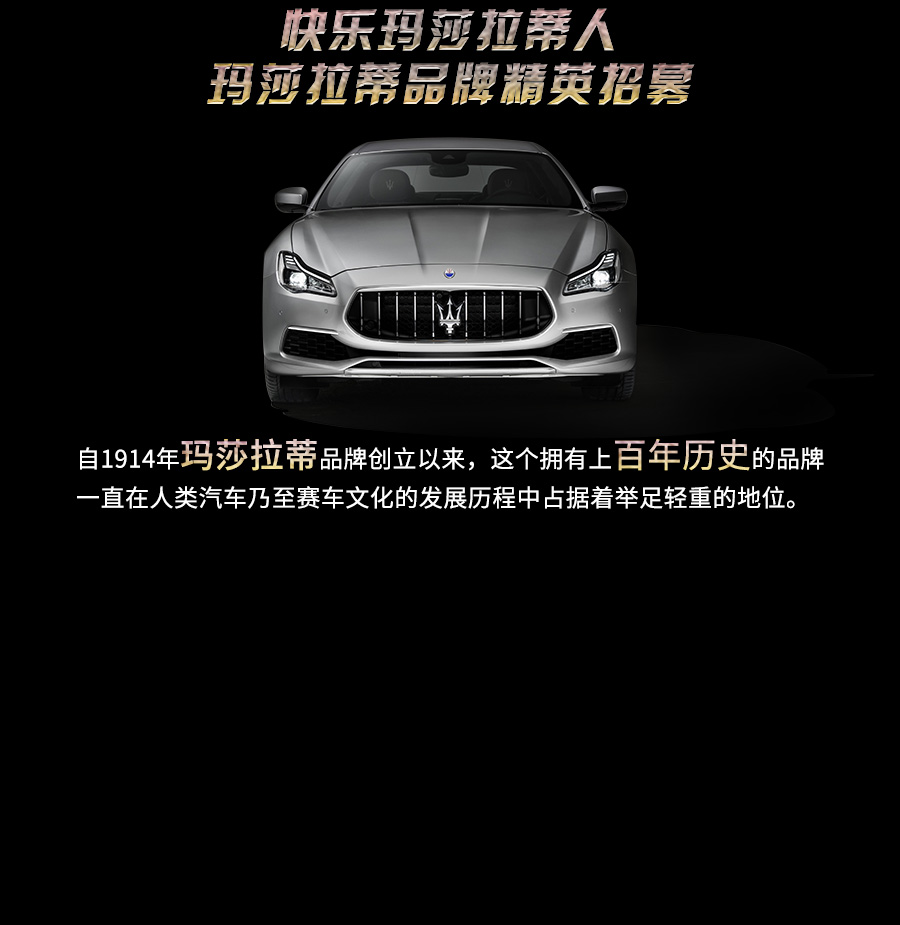 快乐玛莎拉蒂人
玛莎拉蒂品牌精英招募
自1914年玛莎拉蒂品牌创立以来，这个拥有上百年历史的品牌
一直在人类汽车乃至赛车文化的发展历程中占据着举足轻重的地位。